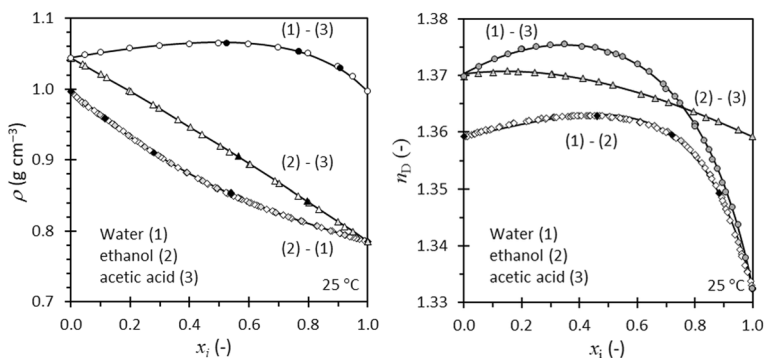 1.1
1.0
0.9
0.8
0.7
ρ (g cm⁻³)
(1) - (3)
(2) - (3)
(2) - (1)
Water (1)
ethanol (2)
acetic acid (3)
25 °C
0.0 0.2 0.4 0.6 0.8 1.0
xᵢ (-)
1.38
1.37
1.36
1.35
1.34
1.33
n_D (-)
(1) - (3)
(2) - (3)
(1) - (2)
Water (1)
ethanol (2)
acetic acid (3)
25 °C
0.0 0.2 0.4 0.6 0.8 1.0
xᵢ (-)